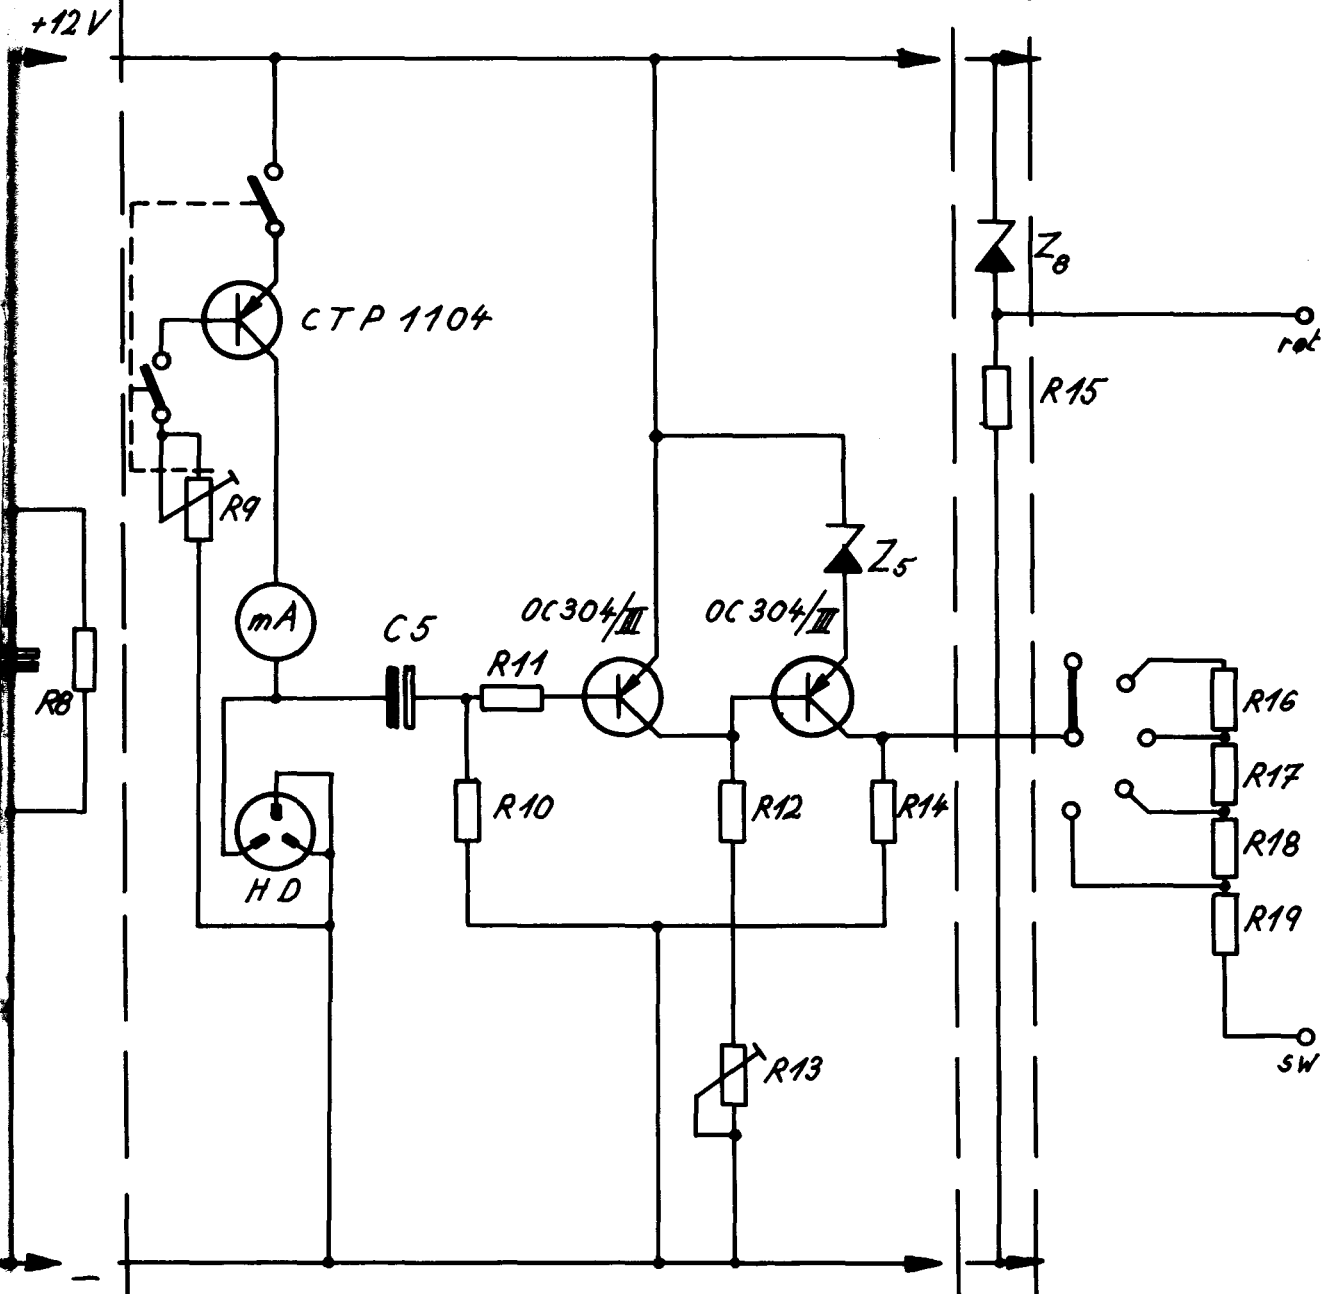 +12V
Z8
CTP 1104
rot
R15
R9
Z5
OC304/III
OC304/III
mA
C5
R11
R8
R16
R10
R12
R14
R17
R18
HD
R19
R13
sw
−